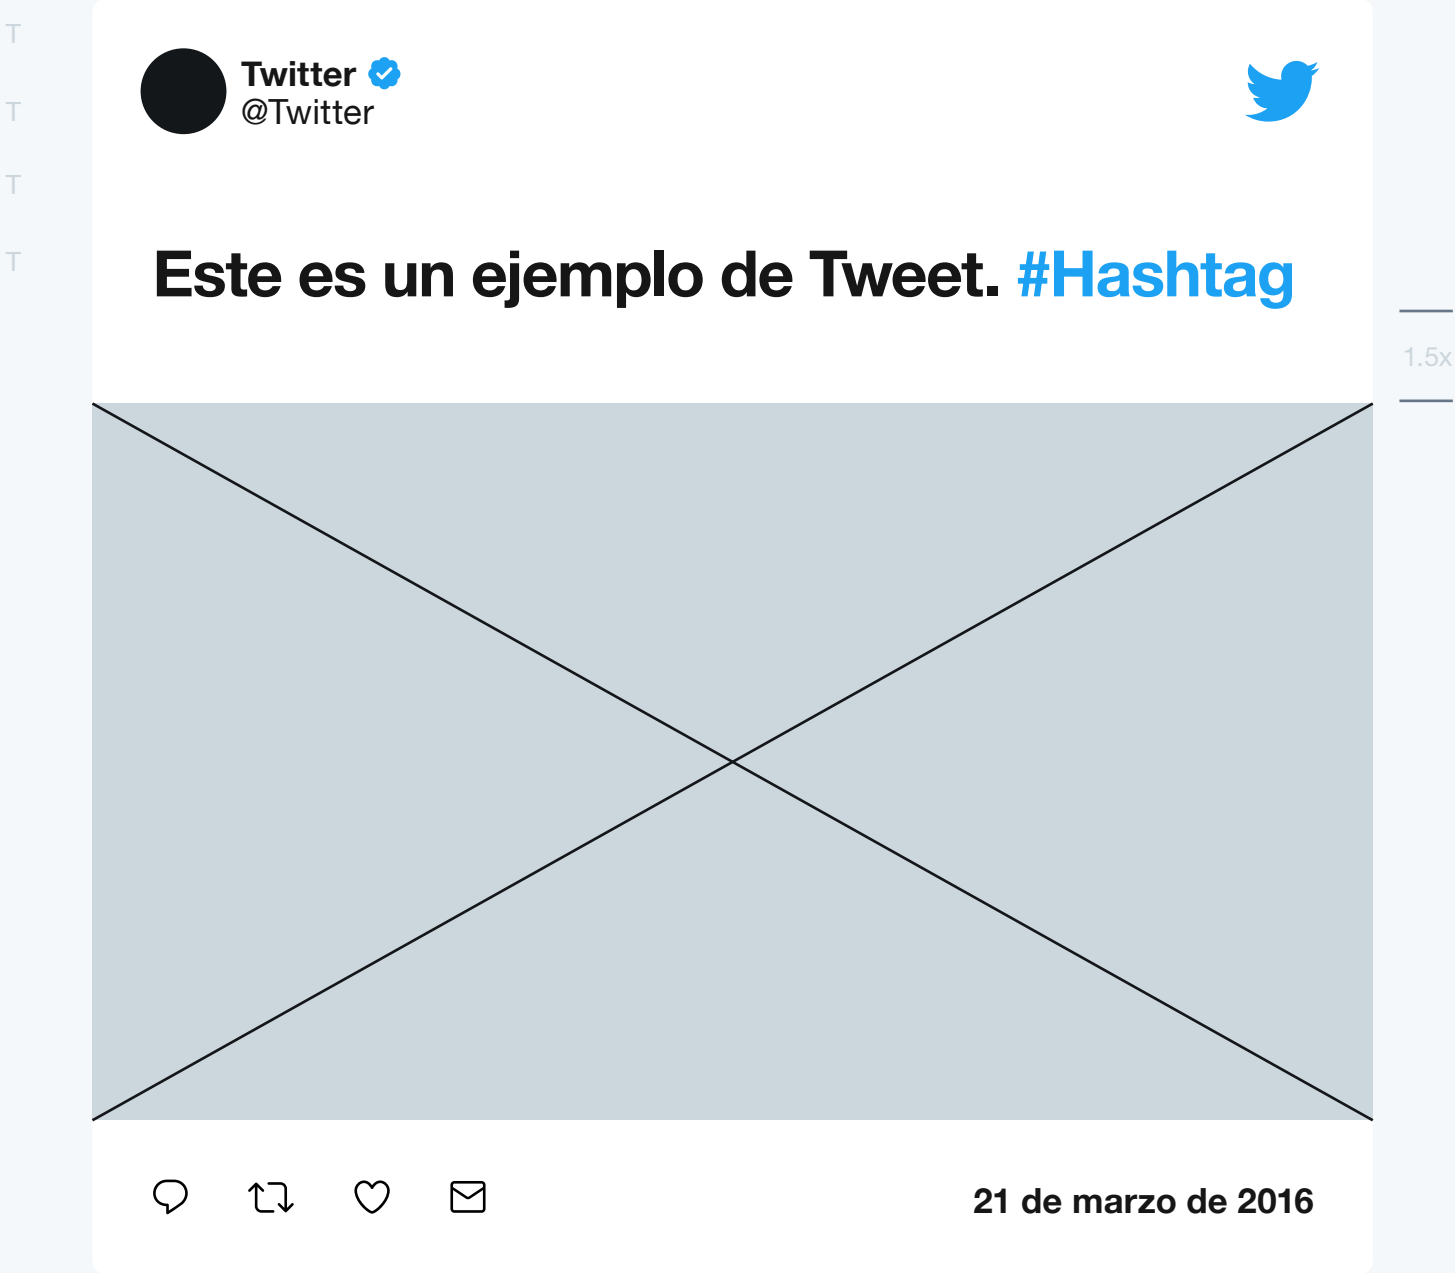 T
Twitter
@Twitter
T
T
T
Este es un ejemplo de Tweet. #Hashtag
1.5x
21 de marzo de 2016